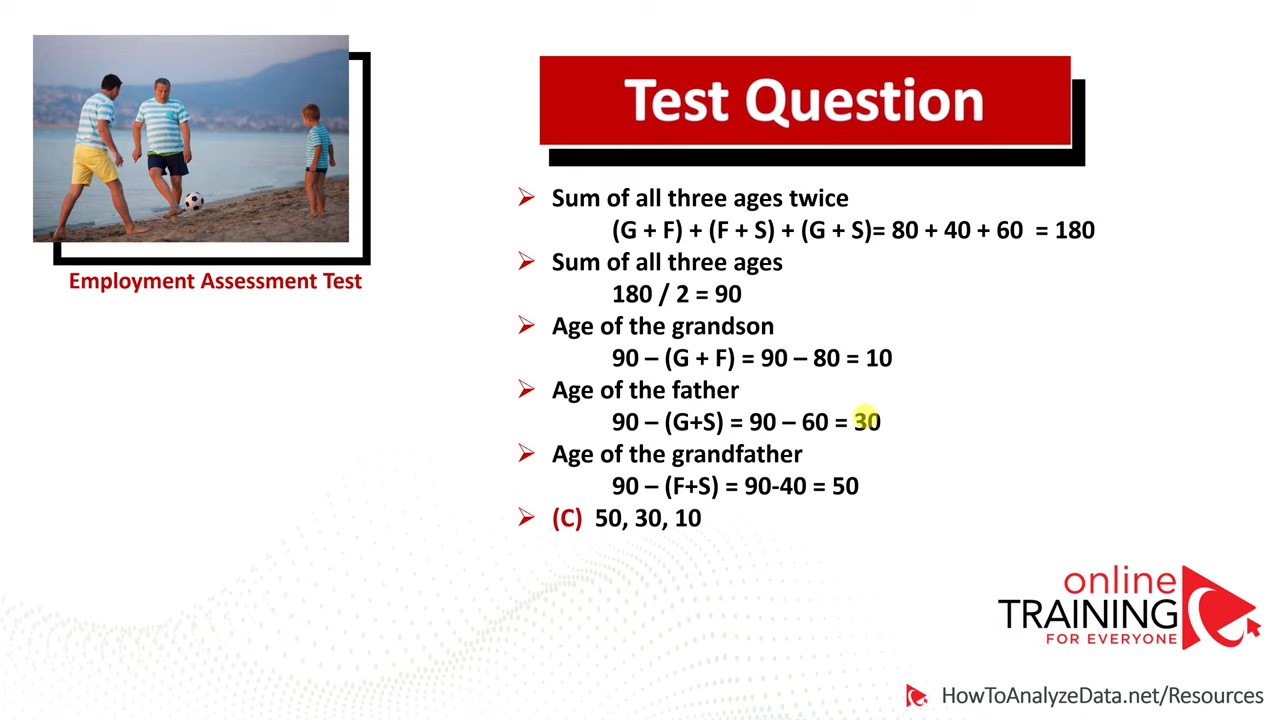 Test Question
Employment Assessment Test
Sum of all three ages twice
(G + F) + (F + S) + (G + S)= 80 + 40 + 60 = 180
Sum of all three ages
180 / 2 = 90
Age of the grandson
90 – (G + F) = 90 – 80 = 10
Age of the father
90 – (G+S) = 90 – 60 = 30
Age of the grandfather
90 – (F+S) = 90-40 = 50
(C) 50, 30, 10
online
TRAINING
FOR EVERYONE
HowToAnalyzeData.net/Resources